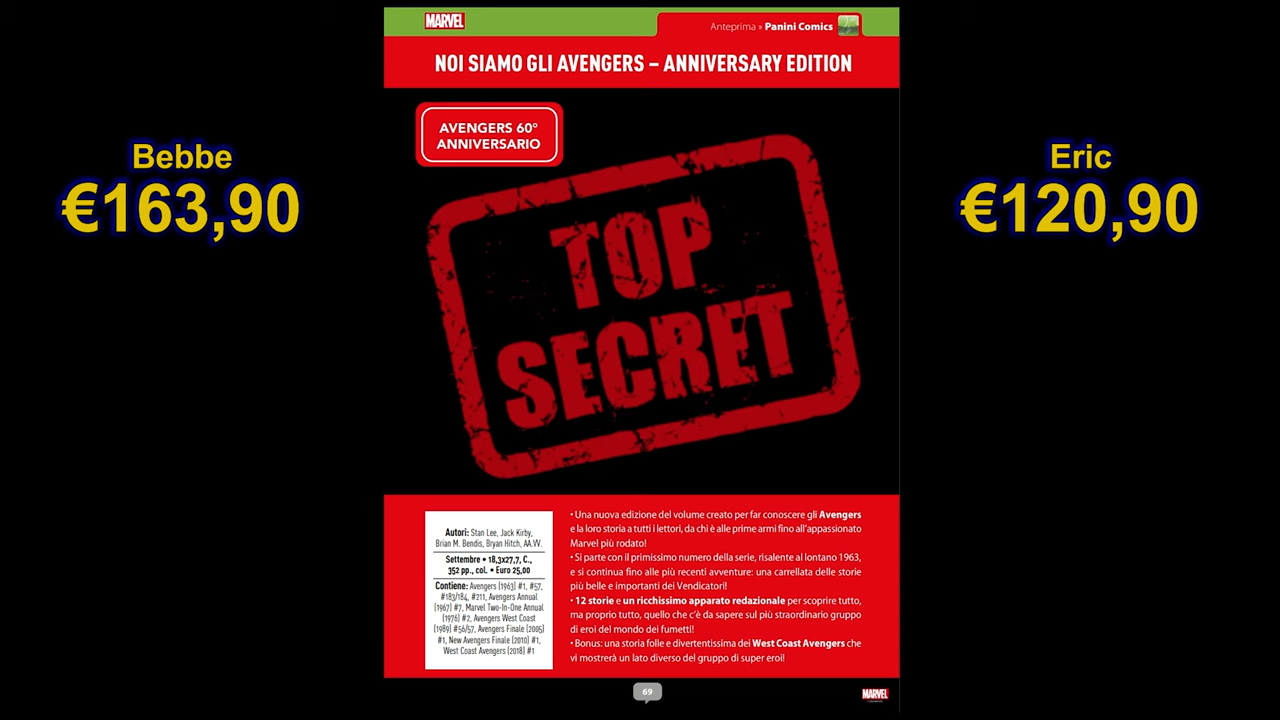 MARVEL
Anteprima » Panini Comics
NOI SIAMO GLI AVENGERS – ANNIVERSARY EDITION
AVENGERS 60°
ANNIVERSARIO
Bebbe
€163,90
Eric
€120,90
TOP
SECRET
Autori: Stan Lee, Jack Kirby,
Brian M. Bendis, Bryan Hitch, AA.VV.
Settembre • 18,3x27,7, C.,
352 pp., col. • Euro 25,00
Contiene: Avengers (1963) #1, #57,
#183/184, #211, Avengers Annual
(1967) #7, Marvel Two-In-One Annual
(1976) #2, Avengers West Coast
(1989) #56/57, Avengers Finale (2005)
#1, New Avengers Finale (2010) #1,
West Coast Avengers (2018) #1
• Una nuova edizione del volume creato per far conoscere gli Avengers
e la loro storia a tutti i lettori, da chi è alle prime armi fino all'appassionato
Marvel più rodato!
• Si parte con il primissimo numero della serie, risalente al lontano 1963,
e si continua fino alle più recenti avventure: una carrellata delle storie
più belle e importanti dei Vendicatori!
• 12 storie e un ricchissimo apparato redazionale per scoprire tutto,
ma proprio tutto, quello che c'è da sapere sul più straordinario gruppo
di eroi del mondo dei fumetti!
• Bonus: una storia folle e divertentissima dei West Coast Avengers che
vi mostrerà un lato diverso del gruppo di super eroi!
69
MARVEL